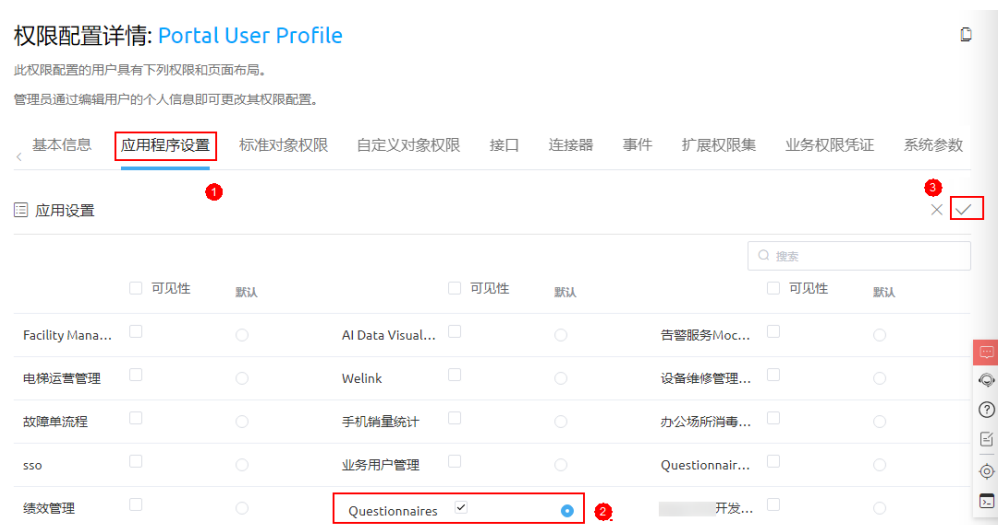 权限配置详情: Portal User Profile
此权限配置的用户具有下列权限和页面布局。
管理员通过编辑用户的个人信息即可更改其权限配置。
基本信息 应用程序设置 标准对象权限 自定义对象权限 接口 连接器 事件 扩展权限集 业务权限凭证 系统参数
1 3
应用设置
搜索
可见性 默认 可见性 默认 可见性 默认
Facility Mana... AI Data Visual... 告警服务Moc...
电梯运营管理 Welink 设备维修管理...
故障单流程 手机销量统计 办公场所消毒...
sso 业务用户管理 Questionnair...
绩效管理 Questionnaires 2 开发...